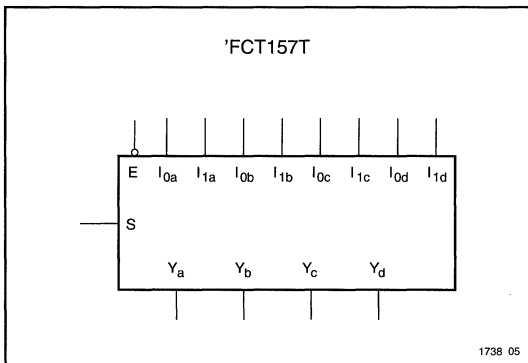 'FCT157T
E I0a I1a I0b I1b I0c I1c I0d I1d
S
Ya Yb Yc Yd
1738 05